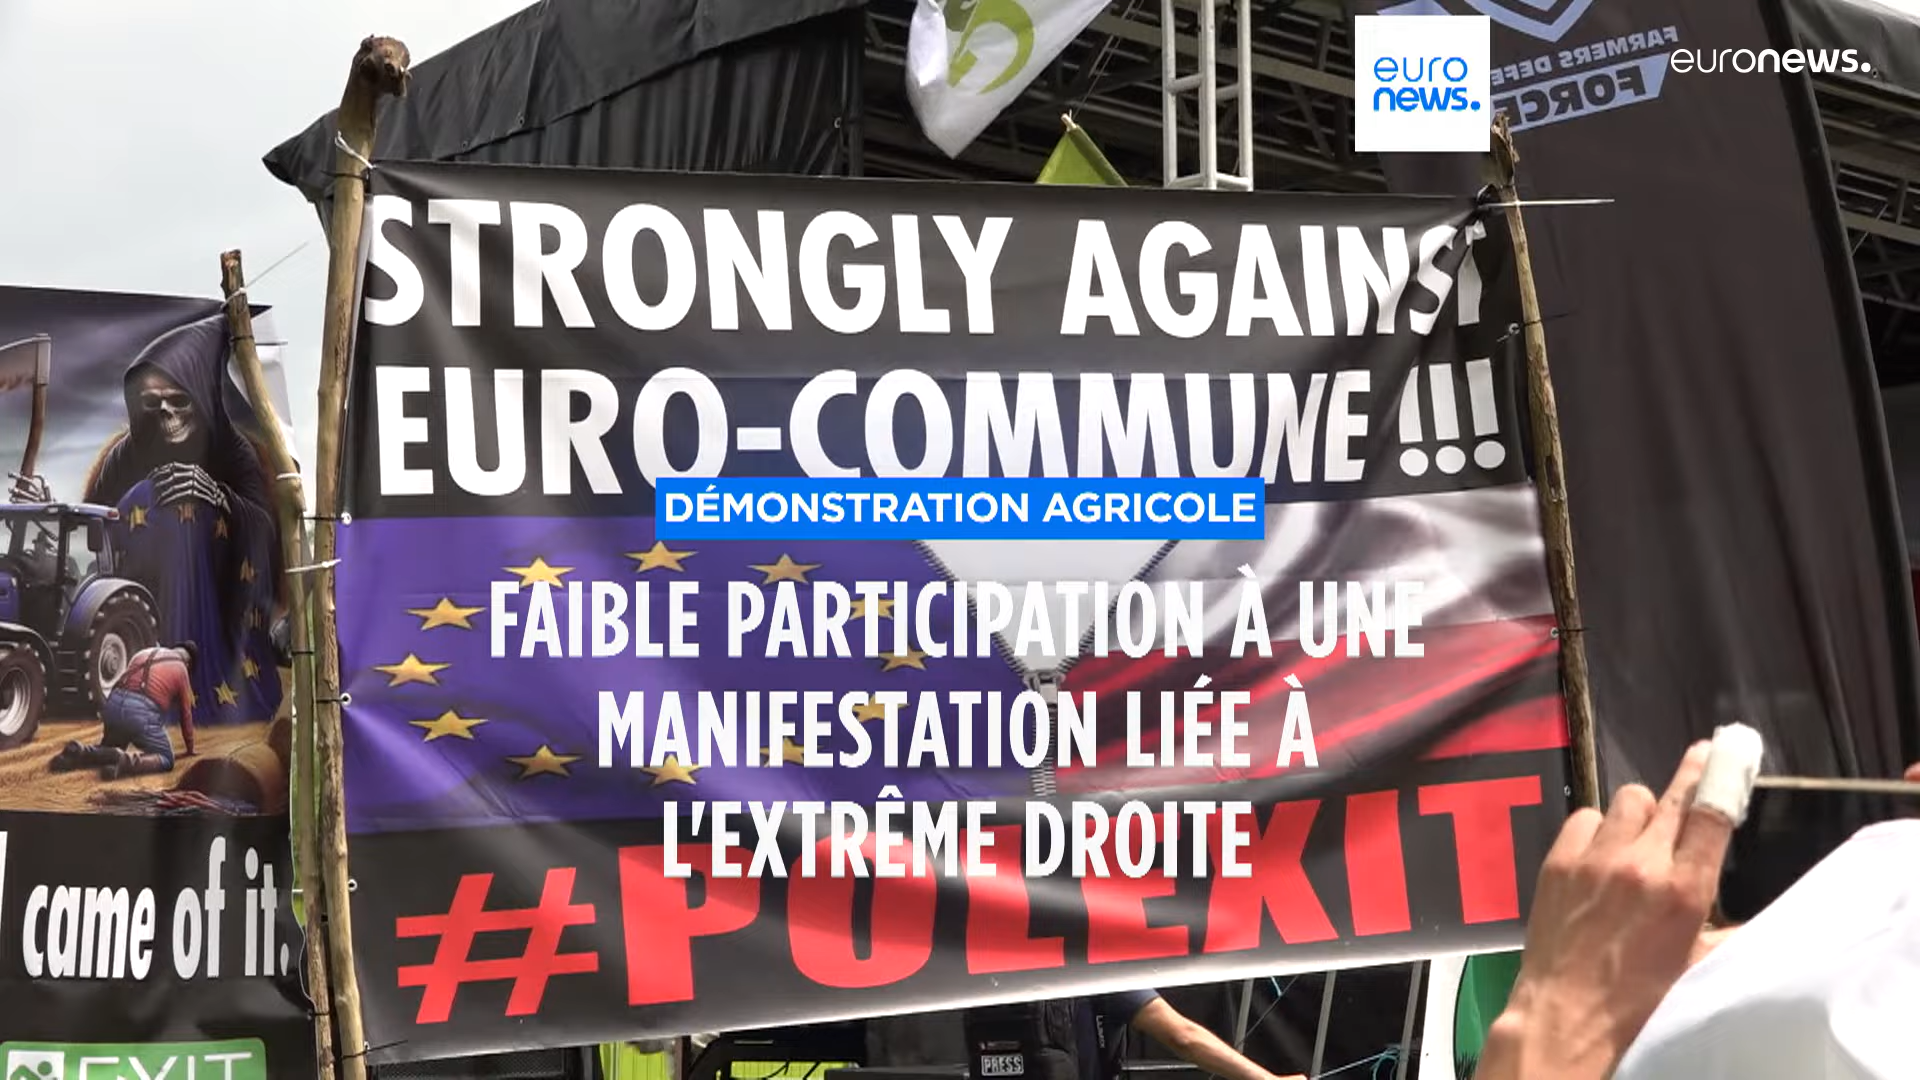 euro
news.
euronews.
FARMERS DEFE
FORCE
STRONGLY AGAINST
EURO-COMMUNE!!!
DÉMONSTRATION AGRICOLE
FAIBLE PARTICIPATION À UNE
MANIFESTATION LIÉE À
L'EXTRÊME DROITE
#POLEXIT
came of it.
EXIT
PRESS